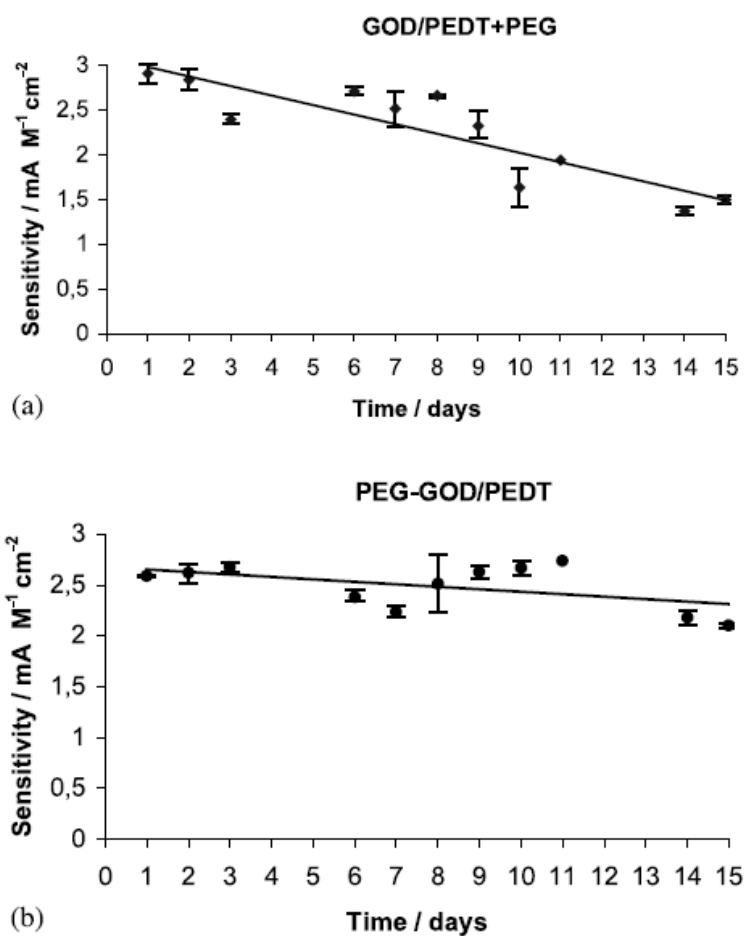 GOD/PEDT+PEG
Sensitivity / mA M⁻¹ cm⁻²
3
2,5
2
1,5
1
0,5
0
0 1 2 3 4 5 6 7 8 9 10 11 12 13 14 15
Time / days
(a)
PEG-GOD/PEDT
Sensitivity / mA M⁻¹ cm⁻²
3
2,5
2
1,5
1
0,5
0
0 1 2 3 4 5 6 7 8 9 10 11 12 13 14 15
Time / days
(b)